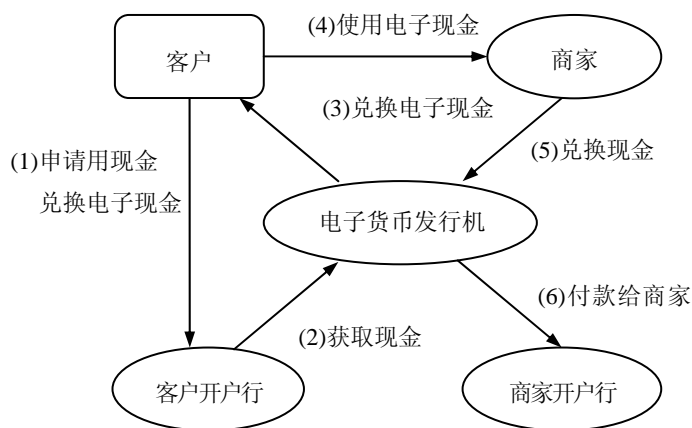 (4)使用电子现金
客户
商家
(3)兑换电子现金
(1)申请用现金
兑换电子现金
(5)兑换现金
电子货币发行机
(6)付款给商家
(2)获取现金
客户开户行
商家开户行